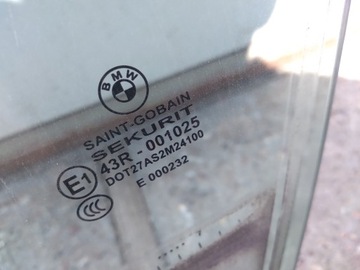 BMW
SAINT-GOBAIN
SEKURIT
43R - 001025
DOT27AS2M24100
E 000232
E1
CCC